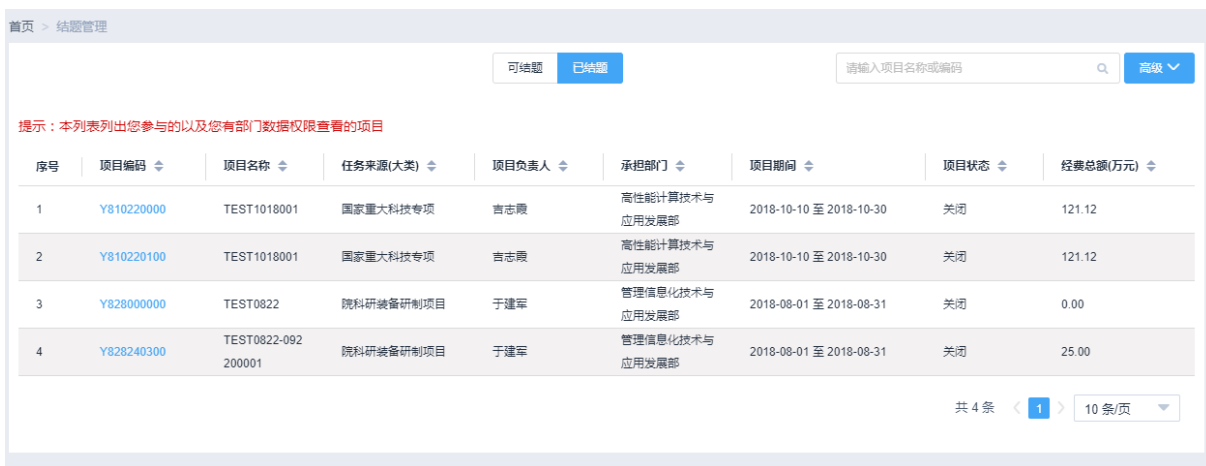 首页 > 结题管理
可结题 已结题 请输入项目名称或编码 高级
提示：本列表列出您参与的以及您有部门数据权限查看的项目
序号 项目编码 项目名称 任务来源(大类) 项目负责人 承担部门 项目期间 项目状态 经费总额(万元)
1 Y810220000 TEST1018001 国家重大科技专项 吉志霞 高性能计算技术与
应用发展部 2018-10-10 至 2018-10-30 关闭 121.12
2 Y810220100 TEST1018001 国家重大科技专项 吉志霞 高性能计算技术与
应用发展部 2018-10-10 至 2018-10-30 关闭 121.12
3 Y828000000 TEST0822 院科研装备研制项目 于建军 管理信息化技术与
应用发展部 2018-08-01 至 2018-08-31 关闭 0.00
4 Y828240300 TEST0822-092
200001 院科研装备研制项目 于建军 管理信息化技术与
应用发展部 2018-08-01 至 2018-08-31 关闭 25.00
共 4 条 < 1 > 10 条/页